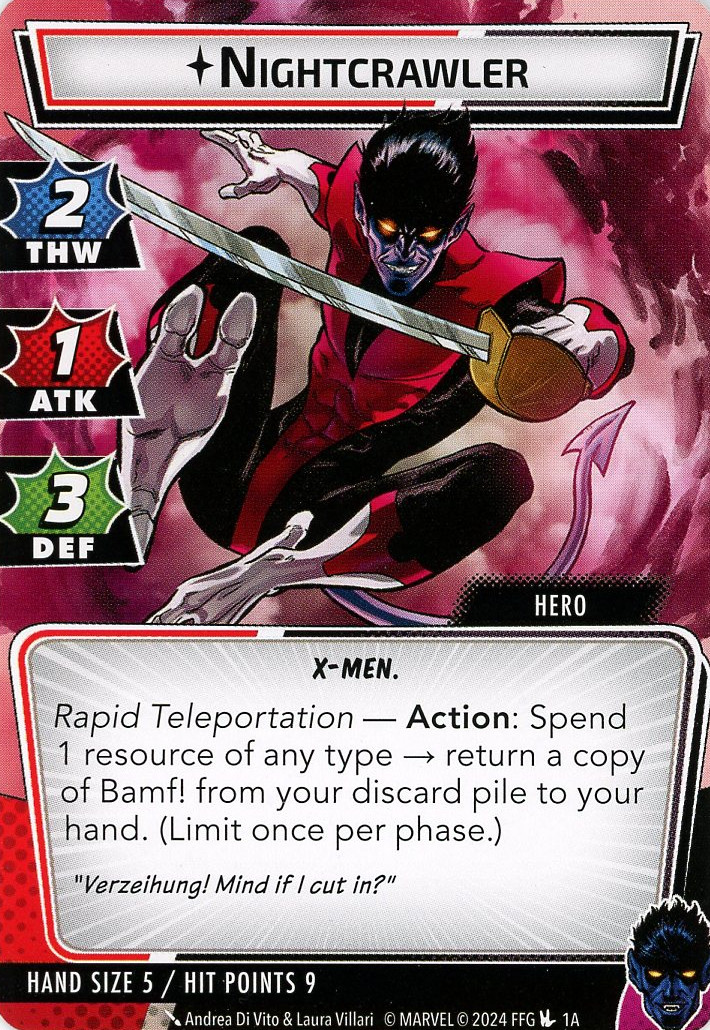 NIGHTCRAWLER
2
THW
1
ATK
3
DEF
HERO
X-MEN.
Rapid Teleportation — Action: Spend
1 resource of any type → return a copy
of Bamf! from your discard pile to your
hand. (Limit once per phase.)
"Verzeihung! Mind if I cut in?"
HAND SIZE 5 / HIT POINTS 9
Andrea Di Vito & Laura Villari © MARVEL © 2024 FFG 1A